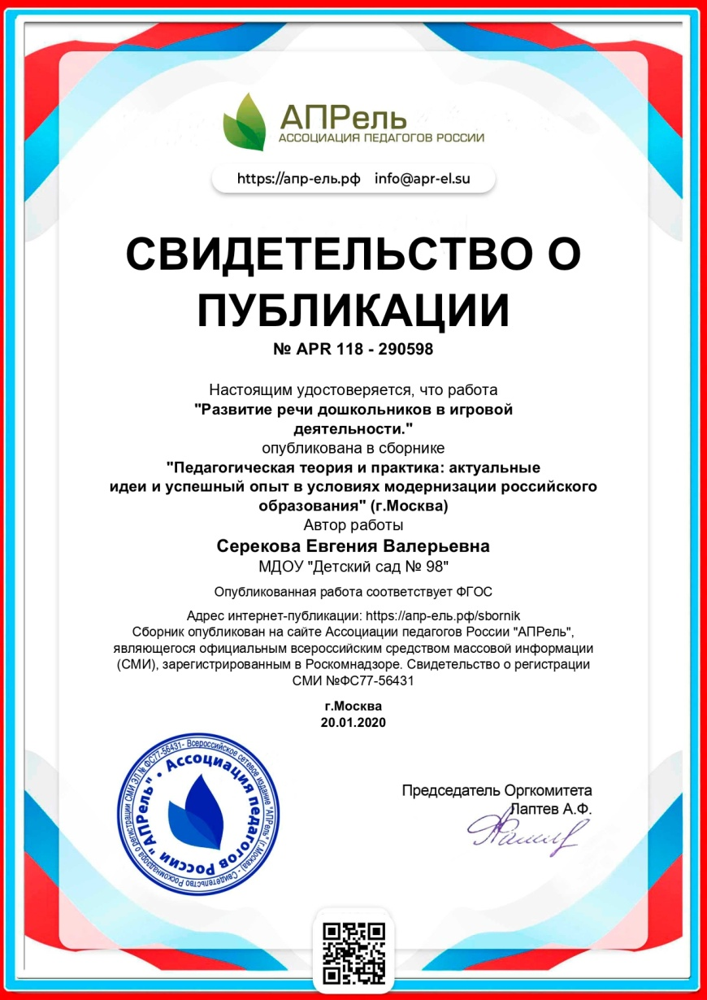 АПРель
АССОЦИАЦИЯ ПЕДАГОГОВ РОССИИ
https://апр-ель.рф info@apr-el.su
СВИДЕТЕЛЬСТВО О
ПУБЛИКАЦИИ
№ APR 118 - 290598
Настоящим удостоверяется, что работа
"Развитие речи дошкольников в игровой
деятельности."
опубликована в сборнике
"Педагогическая теория и практика: актуальные
идеи и успешный опыт в условиях модернизации российского
образования" (г.Москва)
Автор работы
Серекова Евгения Валерьевна
МДОУ "Детский сад № 98"
Опубликованная работа соответствует ФГОС
Адрес интернет-публикации: https://апр-ель.рф/sbornik
Сборник опубликован на сайте Ассоциации педагогов России "АПРель",
являющегося официальным всероссийским средством массовой информации
(СМИ), зарегистрированным в Роскомнадзоре. Свидетельство о регистрации
СМИ №ФС77-56431
г.Москва
20.01.2020
Всероссийское сетевое издание "АПРель" (г.Москва) - Свидетельство Роскомнадзора о регистрации СМИ ЭЛ № ФС77-56431-
Ассоциация педагогов России "АПРель" •
Председатель Оргкомитета
Лаптев А.Ф.